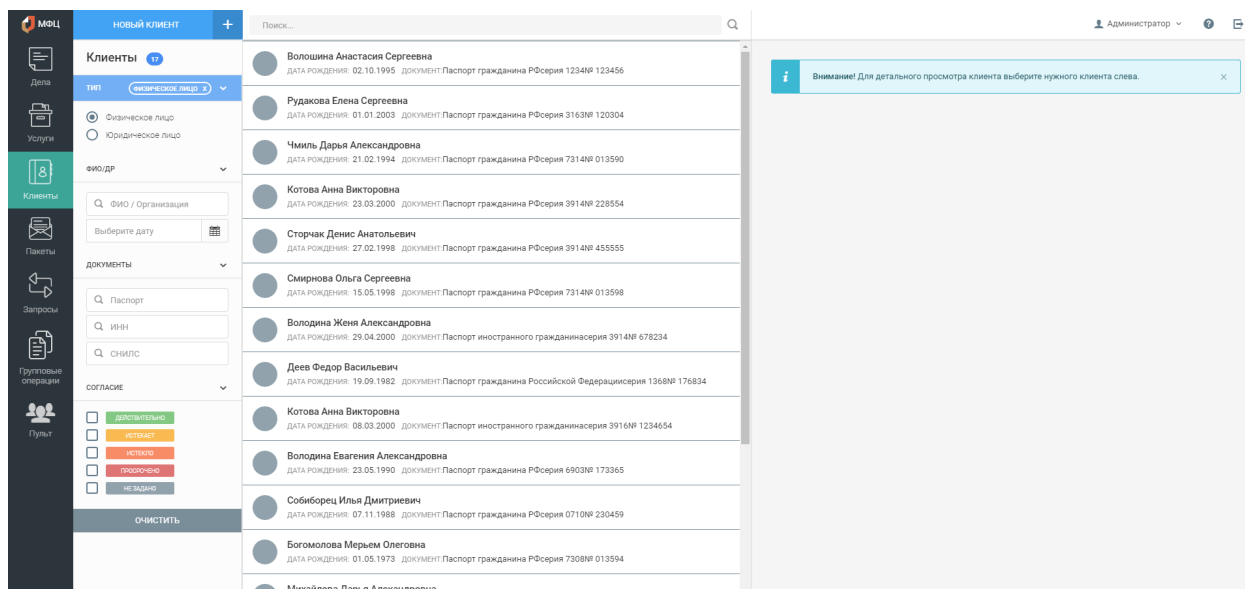 МФЦ
НОВЫЙ КЛИЕНТ +
Поиск...
Администратор
Дела
Услуги
Клиенты
Пакеты
Запросы
Групповые
операции
Пульт
Клиенты 17
ТИП ФИЗИЧЕСКОЕ ЛИЦО X
Физическое лицо
Юридическое лицо
ФИО/ДР
ФИО / Организация
Выберите дату
ДОКУМЕНТЫ
Паспорт
ИНН
СНИЛС
СОГЛАСИЕ
ДЕЙСТВИТЕЛЬНО
ИСТЕКАЕТ
ИСТЕКЛО
ПРОСРОЧЕНО
НЕ ЗАДАНО
ОЧИСТИТЬ
Волошина Анастасия Сергеевна
ДАТА РОЖДЕНИЯ: 02.10.1995 ДОКУМЕНТ:Паспорт гражданина РФсерия 1234№ 123456
Рудакова Елена Сергеевна
ДАТА РОЖДЕНИЯ: 01.01.2003 ДОКУМЕНТ:Паспорт гражданина РФсерия 3163№ 120304
Чмиль Дарья Александровна
ДАТА РОЖДЕНИЯ: 21.02.1994 ДОКУМЕНТ:Паспорт гражданина РФсерия 7314№ 013590
Котова Анна Викторовна
ДАТА РОЖДЕНИЯ: 23.03.2000 ДОКУМЕНТ:Паспорт гражданина РФсерия 3914№ 228554
Сторчак Денис Анатольевич
ДАТА РОЖДЕНИЯ: 27.02.1998 ДОКУМЕНТ:Паспорт гражданина РФсерия 3914№ 455555
Смирнова Ольга Сергеевна
ДАТА РОЖДЕНИЯ: 15.05.1998 ДОКУМЕНТ:Паспорт гражданина РФсерия 7314№ 013598
Володина Женя Александровна
ДАТА РОЖДЕНИЯ: 29.04.2000 ДОКУМЕНТ:Паспорт иностранного гражданинасерия 3914№ 678234
Деев Федор Васильевич
ДАТА РОЖДЕНИЯ: 19.09.1982 ДОКУМЕНТ:Паспорт гражданина Российской Федерациисерия 1368№ 176834
Котова Анна Викторовна
ДАТА РОЖДЕНИЯ: 08.03.2000 ДОКУМЕНТ:Паспорт иностранного гражданинасерия 3916№ 1234654
Володина Евагения Александровна
ДАТА РОЖДЕНИЯ: 23.05.1990 ДОКУМЕНТ:Паспорт гражданина РФсерия 6903№ 173365
Собиборец Илья Дмитриевич
ДАТА РОЖДЕНИЯ: 07.11.1988 ДОКУМЕНТ:Паспорт гражданина РФсерия 0710№ 230459
Богомолова Мерьем Олеговна
ДАТА РОЖДЕНИЯ: 01.05.1973 ДОКУМЕНТ:Паспорт гражданина РФсерия 7308№ 013594
Михайлова Дарья Александровна
Внимание! Для детального просмотра клиента выберите нужного клиента слева.